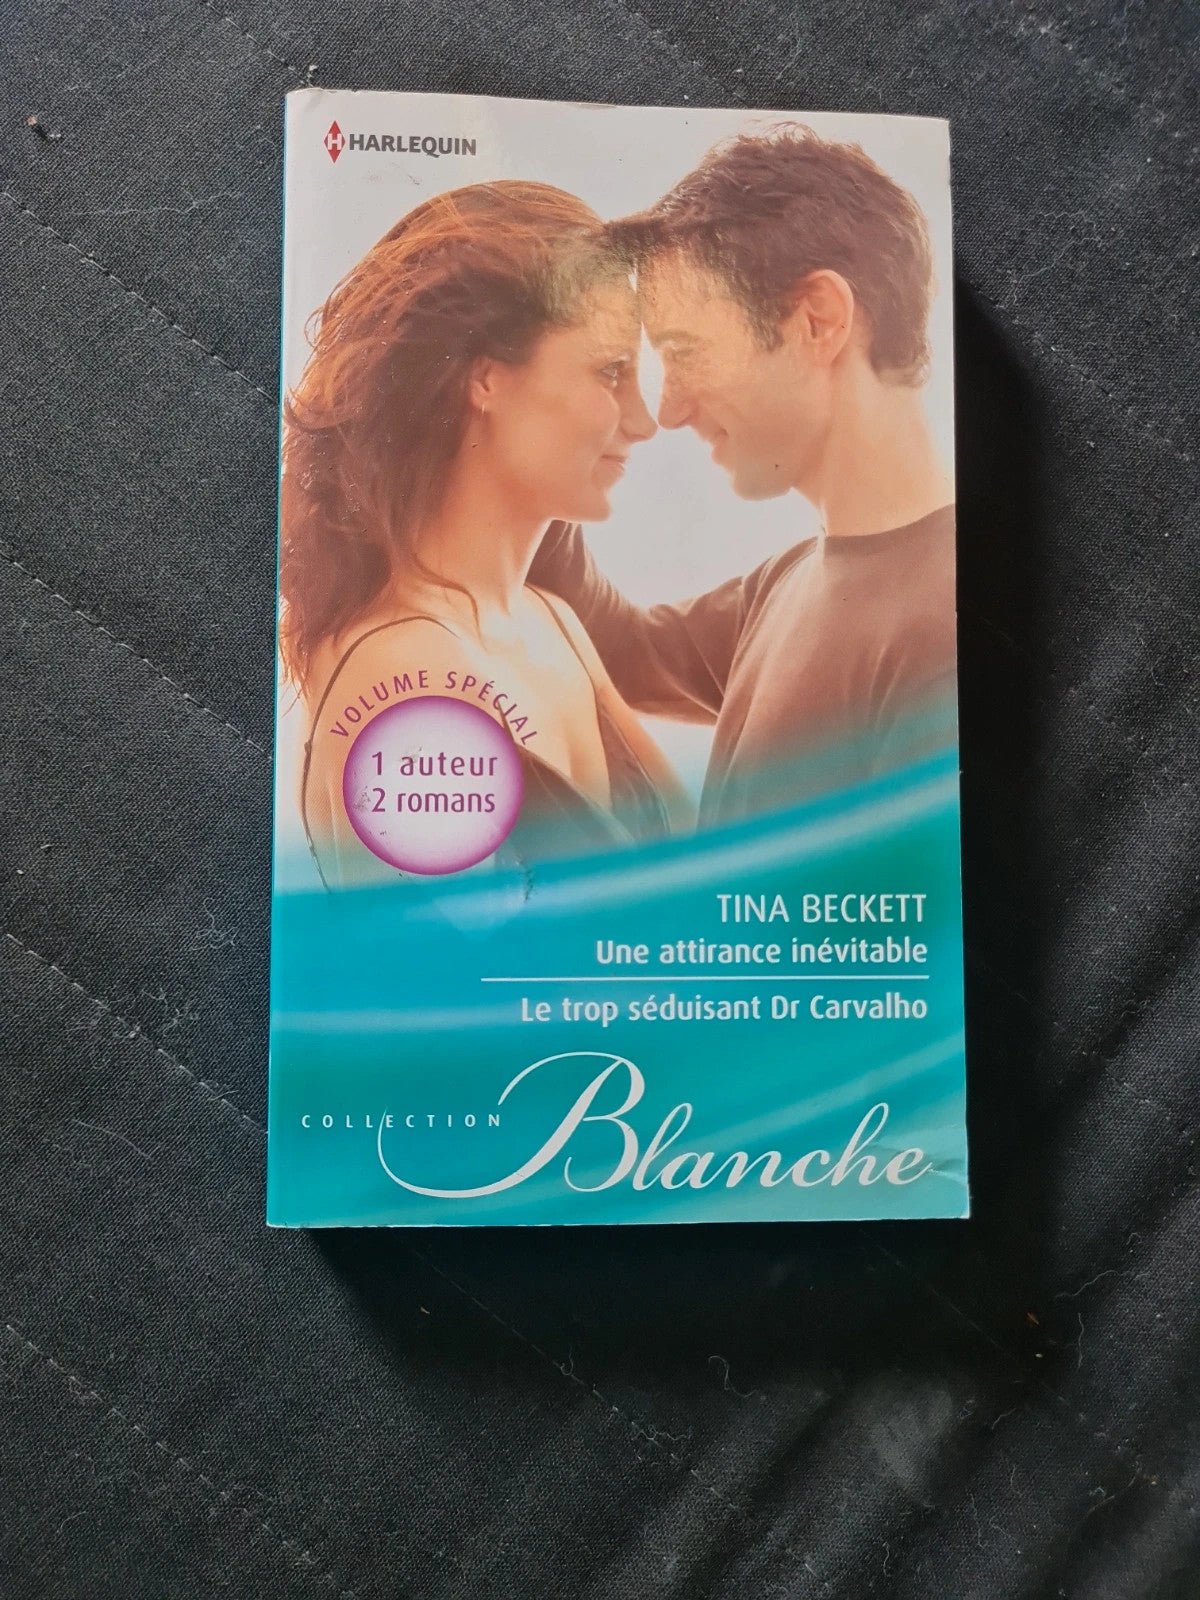 HARLEQUIN
VOLUME SPÉCIAL
1 auteur
2 romans
TINA BECKETT
Une attirance inévitable
Le trop séduisant Dr Carvalho
COLLECTION Blanche